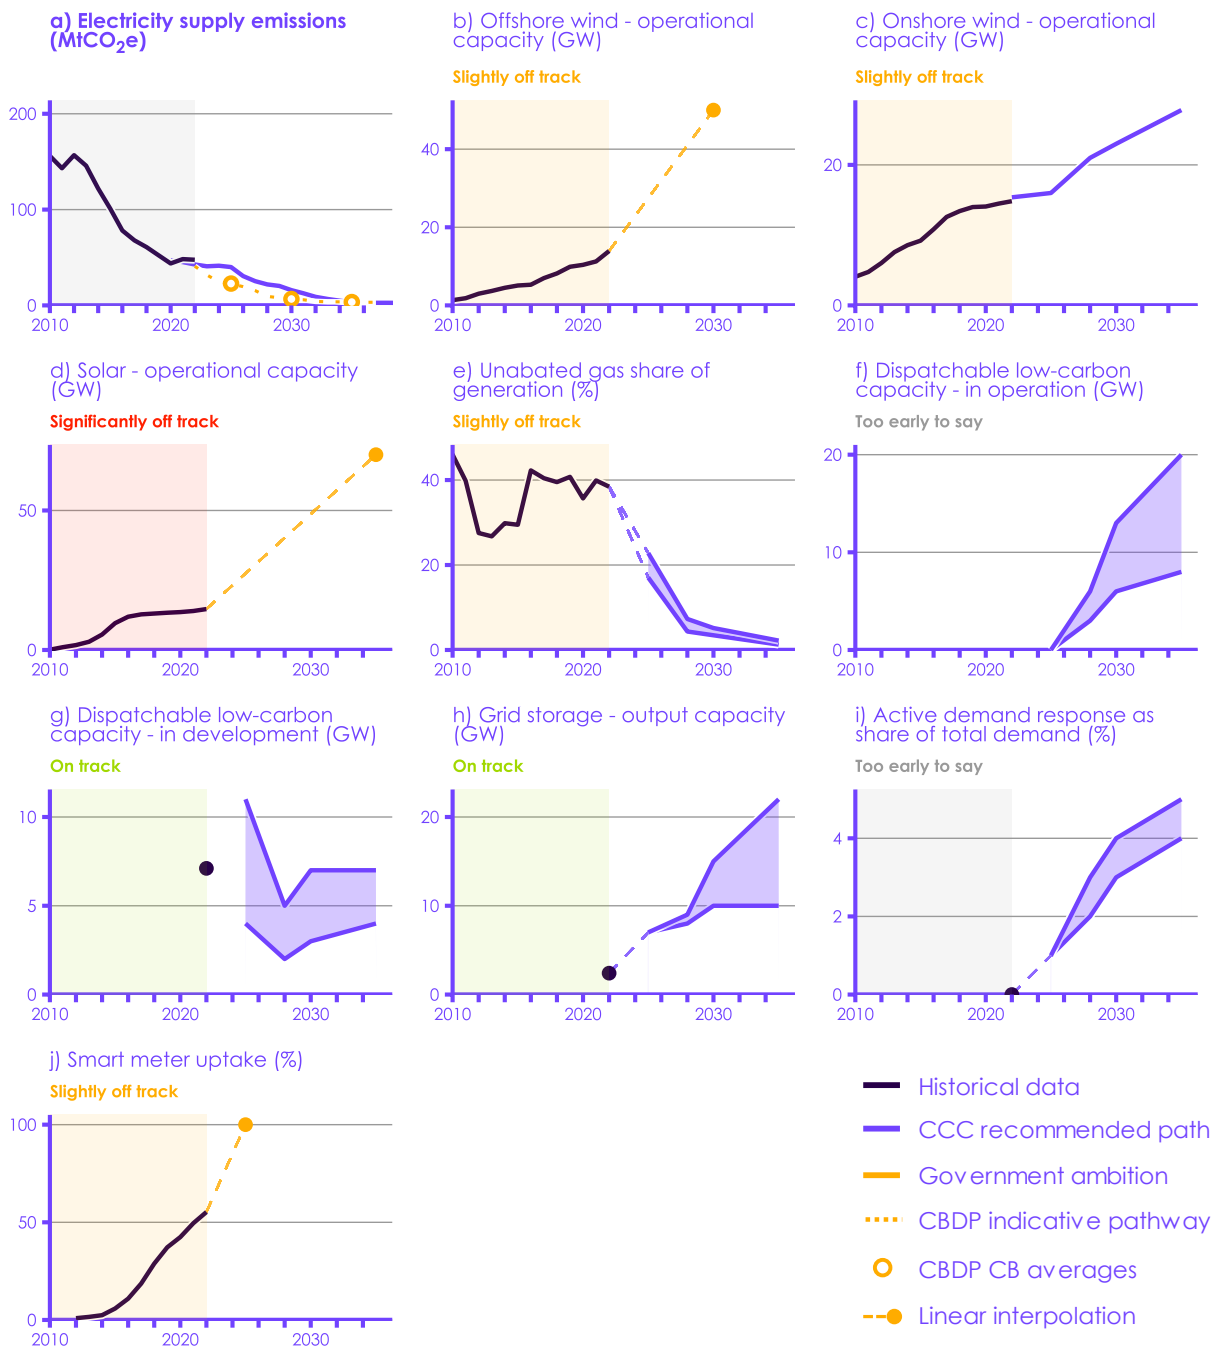 a) Electricity supply emissions
(MtCO₂e)
200
100
0
2010
2020
2030
b) Offshore wind - operational
capacity (GW)
Slightly off track
40
20
0
2010
2020
2030
c) Onshore wind - operational
capacity (GW)
Slightly off track
20
0
2010
2020
2030
d) Solar - operational capacity
(GW)
Significantly off track
50
0
2010
2020
2030
e) Unabated gas share of
generation (%)
Slightly off track
40
20
0
2010
2020
2030
f) Dispatchable low-carbon
capacity - in operation (GW)
Too early to say
20
10
0
2010
2020
2030
g) Dispatchable low-carbon
capacity - in development (GW)
On track
10
5
0
2010
2020
2030
h) Grid storage - output capacity
(GW)
On track
20
10
0
2010
2020
2030
i) Active demand response as
share of total demand (%)
Too early to say
4
2
0
2010
2020
2030
j) Smart meter uptake (%)
Slightly off track
100
50
0
2010
2020
2030
Historical data
CCC recommended path
Government ambition
CBDP indicative pathway
CBDP CB averages
Linear interpolation